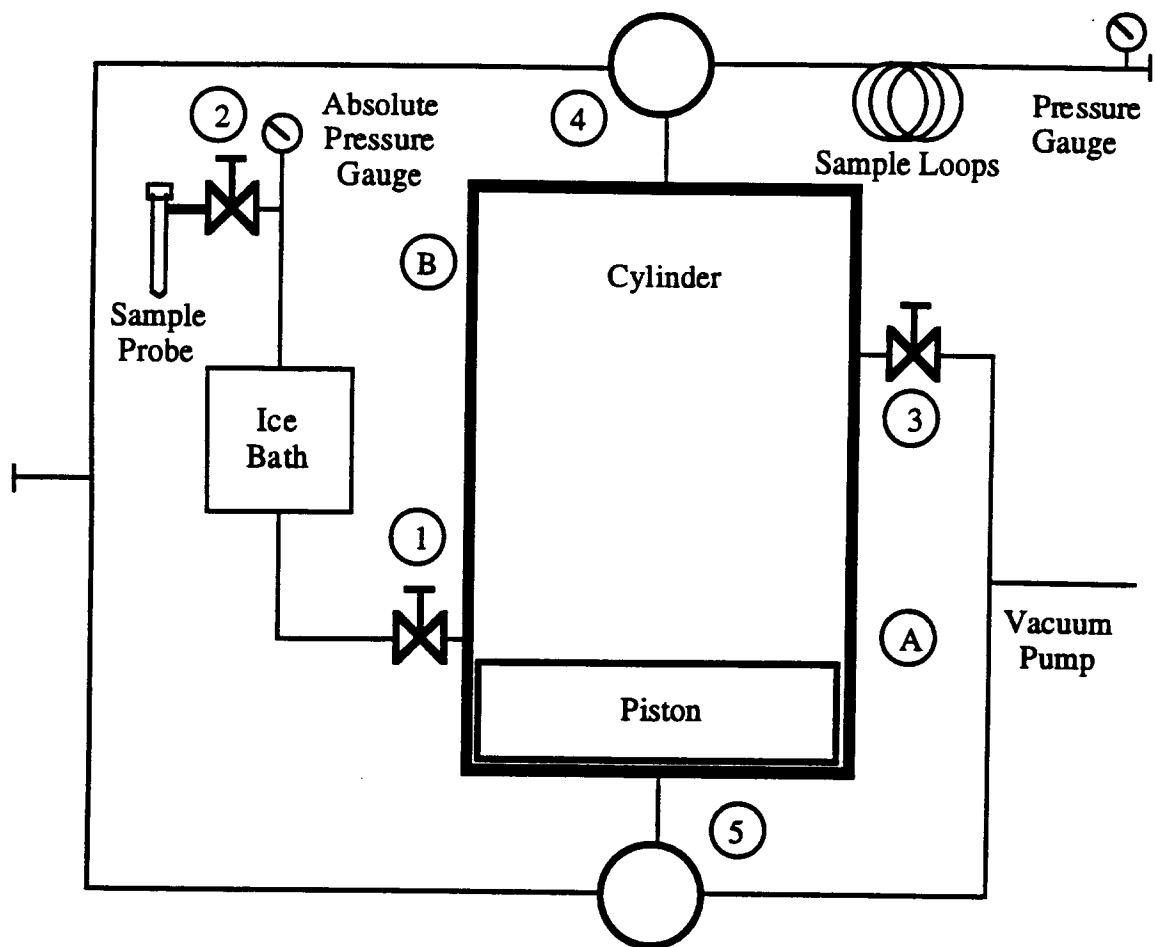 2
Absolute
Pressure
Gauge
4
Pressure
Gauge
Sample Loops
B
Cylinder
Sample
Probe
3
Ice
Bath
1
A
Vacuum
Pump
Piston
5